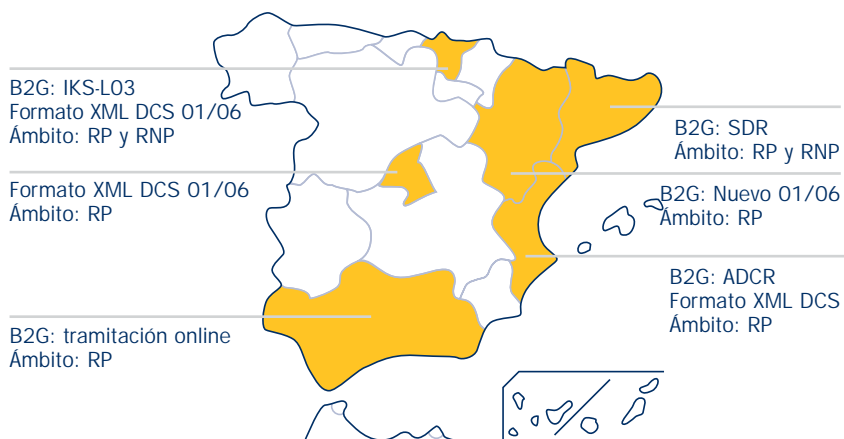 B2G: IKS-L03
Formato XML DCS 01/06
Ámbito: RP y RNP
Formato XML DCS 01/06
Ámbito: RP
B2G: tramitación online
Ámbito: RP
B2G: SDR
Ámbito: RP y RNP
B2G: Nuevo 01/06
Ámbito: RP
B2G: ADCR
Formato XML DCS
Ámbito: RP